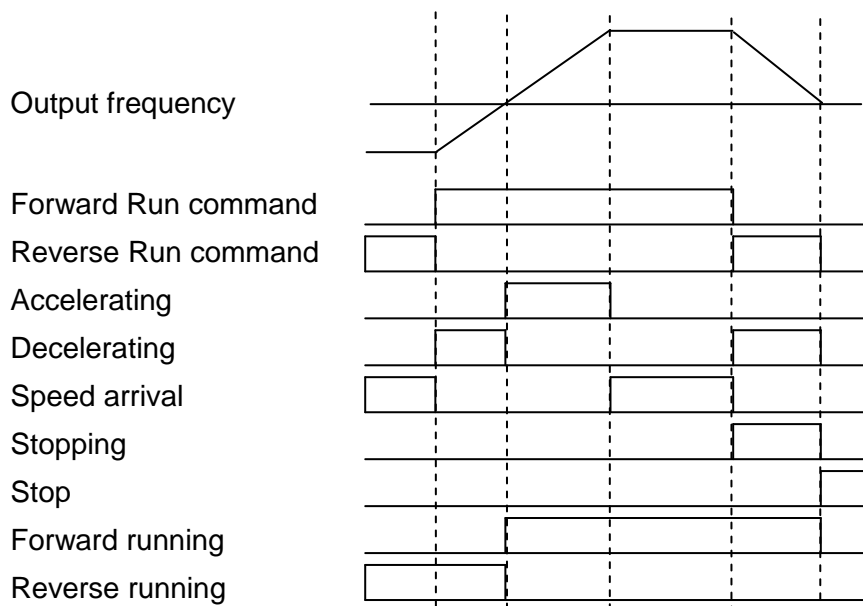 Output frequency
Forward Run command
Reverse Run command
Accelerating
Decelerating
Speed arrival
Stopping
Stop
Forward running
Reverse running